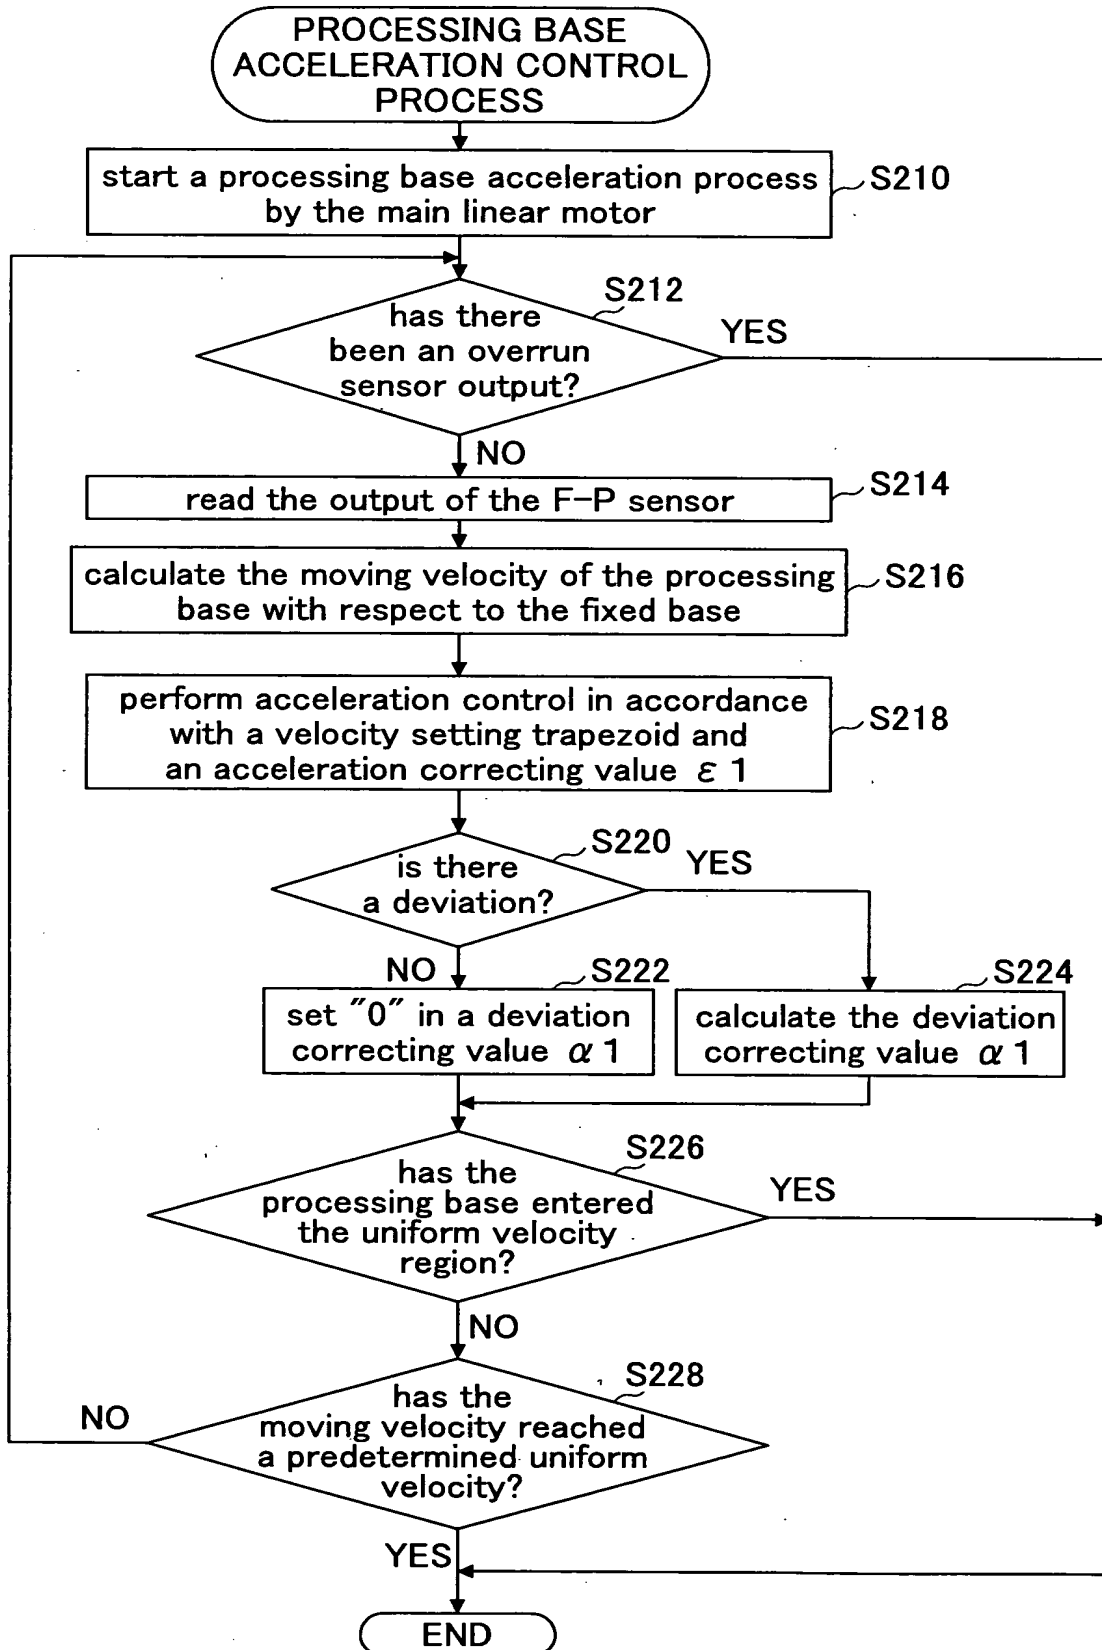 PROCESSING BASE
ACCELERATION CONTROL
PROCESS
start a processing base acceleration process
by the main linear motor
S210
S212
has there
been an overrun
sensor output?
YES
NO
read the output of the F-P sensor
S214
calculate the moving velocity of the processing
base with respect to the fixed base
S216
perform acceleration control in accordance
with a velocity setting trapezoid and
an acceleration correcting value ε 1
S218
S220
is there
a deviation?
YES
NO
S222
set "0" in a deviation
correcting value α 1
S224
calculate the deviation
correcting value α 1
S226
has the
processing base entered
the uniform velocity
region?
YES
NO
S228
has the
moving velocity reached
a predetermined uniform
velocity?
NO
YES
END